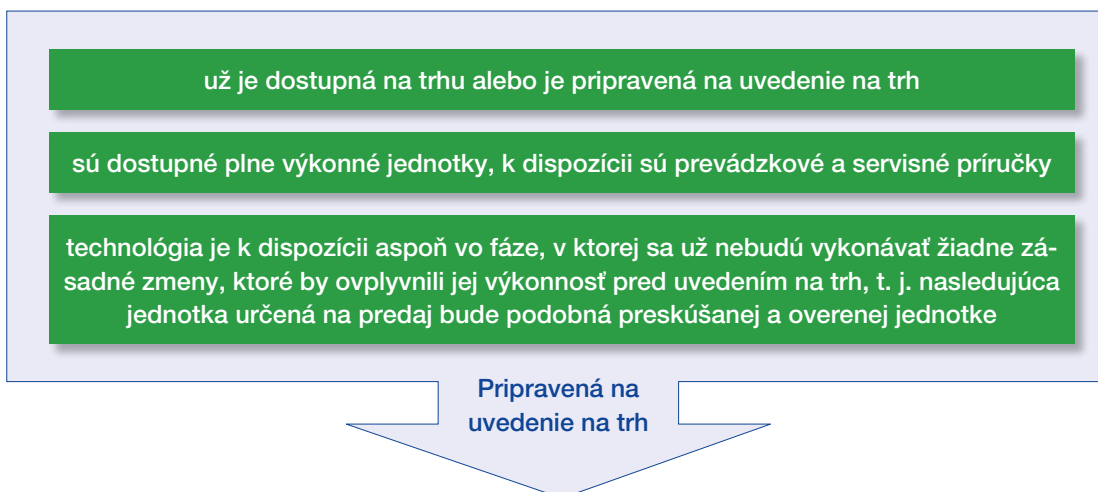 už je dostupná na trhu alebo je pripravená na uvedenie na trh
sú dostupné plne výkonné jednotky, k dispozícii sú prevádzkové a servisné príručky
technológia je k dispozícii aspoň vo fáze, v ktorej sa už nebudú vykonávať žiadne zá-
sadné zmeny, ktoré by ovplyvnili jej výkonnosť pred uvedením na trh, t. j. nasledujúca
jednotka určená na predaj bude podobná preskúšanej a overenej jednotke
Pripravená na
uvedenie na trh